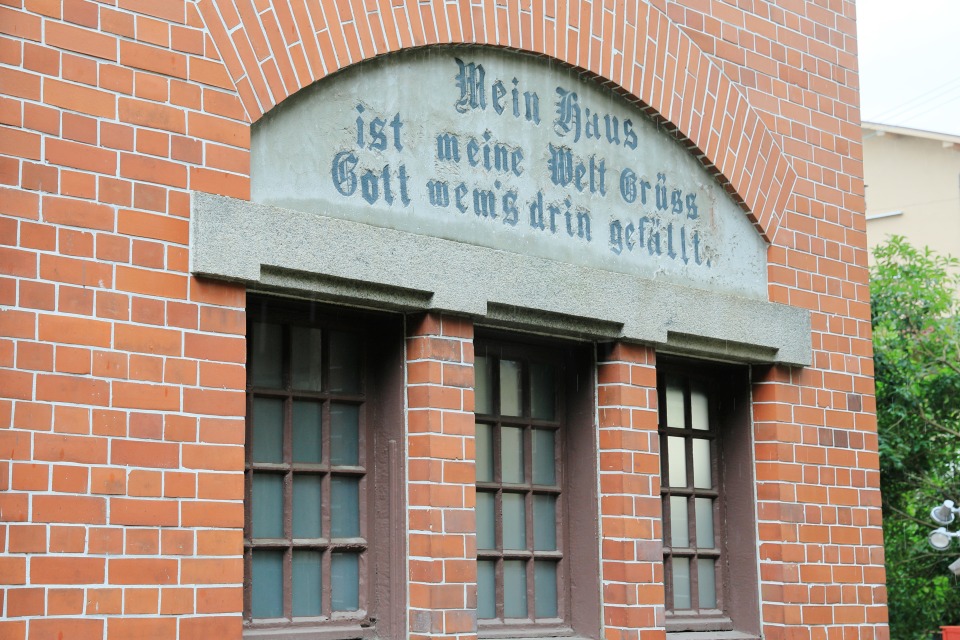 Mein Haus
ist meine Welt Grüss
Gott wem's drin gefällt.